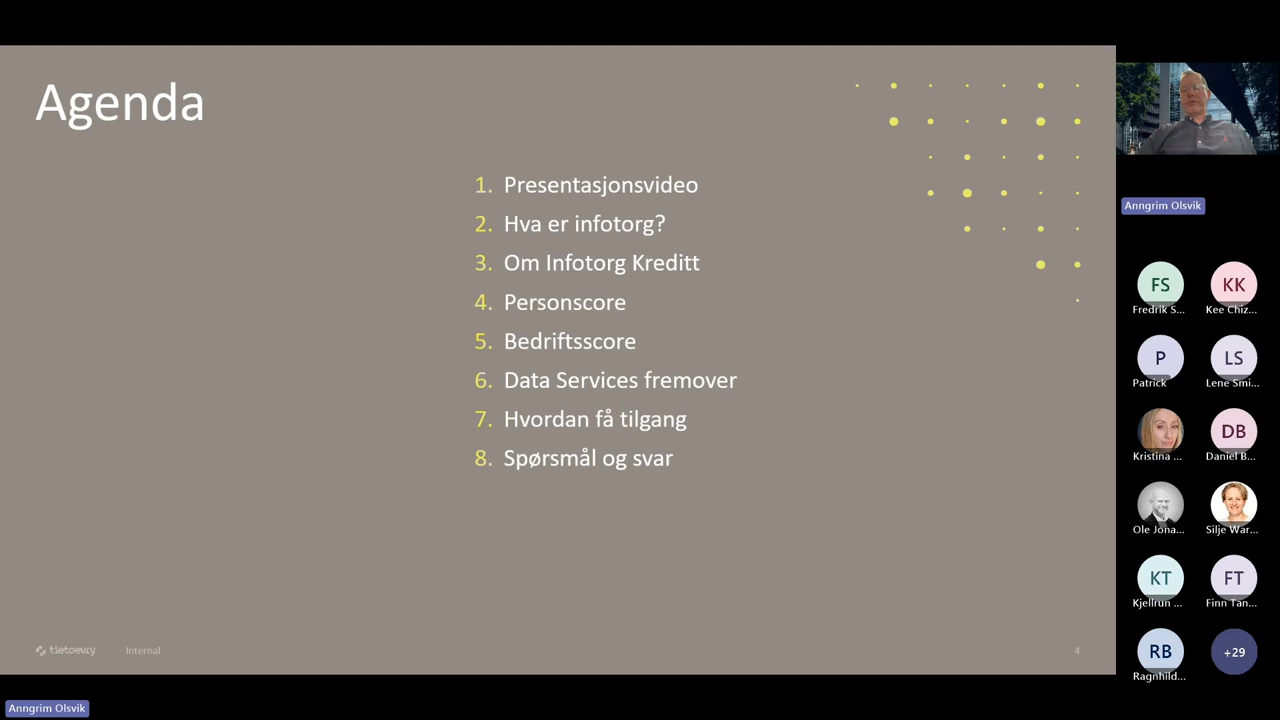 Agenda
1. Presentasjonsvideo
2. Hva er infotorg?
3. Om Infotorg Kreditt
4. Personscore
5. Bedriftsscore
6. Data Services fremover
7. Hvordan få tilgang
8. Spørsmål og svar
tietoevry
Internal
4
Anngrim Olsvik
FS
Fredrik S...
KK
Kee Chiz...
P
Patrick
LS
Lene Smi...
Kristina ...
DB
Daniel B...
Ole Jona...
Silje War...
KT
Kjellrun ...
FT
Finn Tan...
RB
Ragnhild...
+29
Anngrim Olsvik